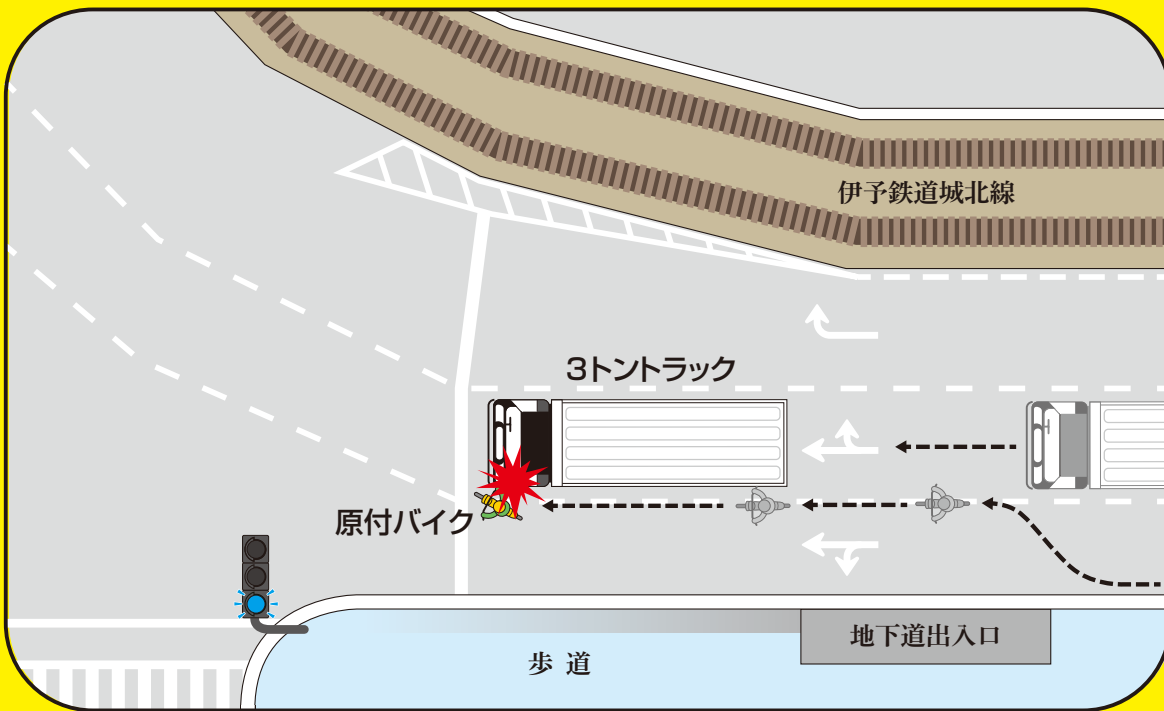 伊予鉄道城北線
3トントラック
原付バイク
地下道出入口
歩 道